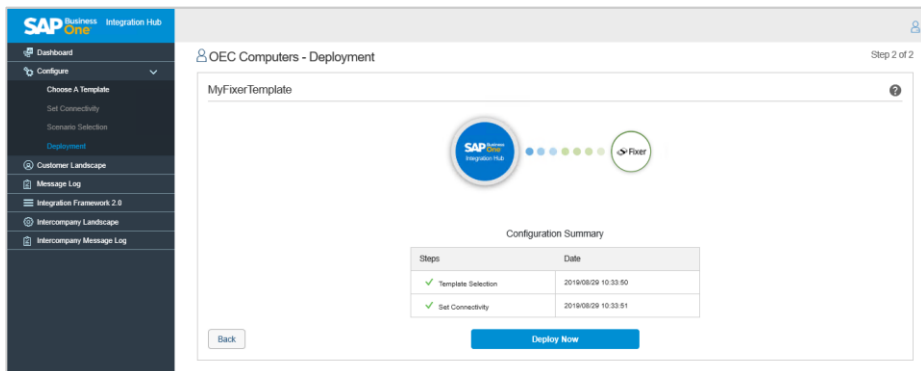 SAP Business One Integration Hub
Dashboard
Configure
Choose A Template
Set Connectivity
Scenario Selection
Deployment
Customer Landscape
Message Log
Integration Framework 2.0
Intercompany Landscape
Intercompany Message Log
OEC Computers - Deployment
Step 2 of 2
MyFixerTemplate
?
SAP Business One
Integration Hub
Fixer
Configuration Summary
Steps Date
Template Selection 2019/08/29 10:33:50
Set Connectivity 2019/08/29 10:33:51
Back
Deploy Now